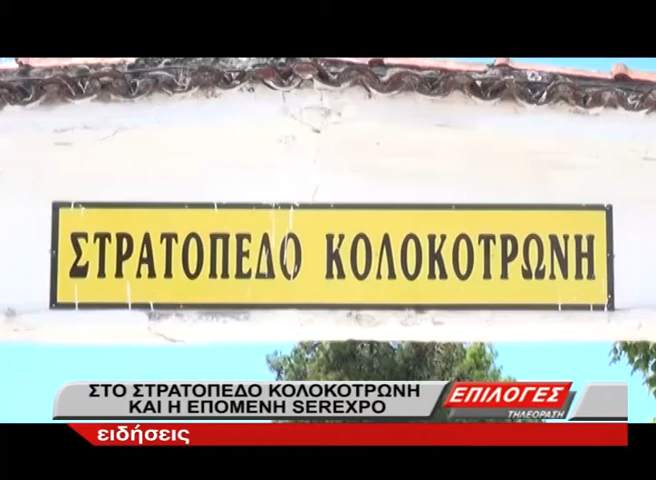 ΣΤΡΑΤΟΠΕΔΟ ΚΟΛΟΚΟΤΡΩΝΗ
ΣΤΟ ΣΤΡΑΤΟΠΕΔΟ ΚΟΛΟΚΟΤΡΩΝΗ
ΚΑΙ Η ΕΠΟΜΕΝΗ SEREXPO
ΕΠΙΛΟΓΕΣ
ΤΗΛΕΟΡΑΣΗ
ειδήσεις